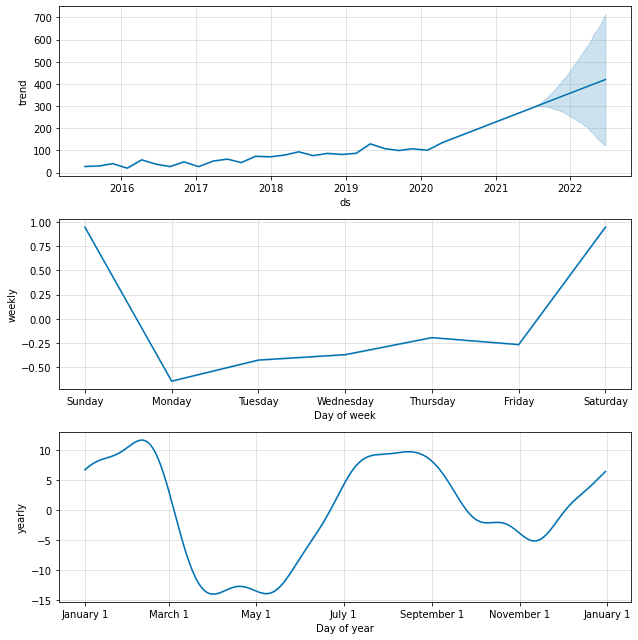 700
600
500
400
300
200
100
0
trend
2016 2017 2018 2019 2020 2021 2022
ds
1.00
0.75
0.50
0.25
0.00
−0.25
−0.50
weekly
Sunday Monday Tuesday Wednesday Thursday Friday Saturday
Day of week
10
5
0
−5
−10
−15
yearly
January 1 March 1 May 1 July 1 September 1 November 1 January 1
Day of year